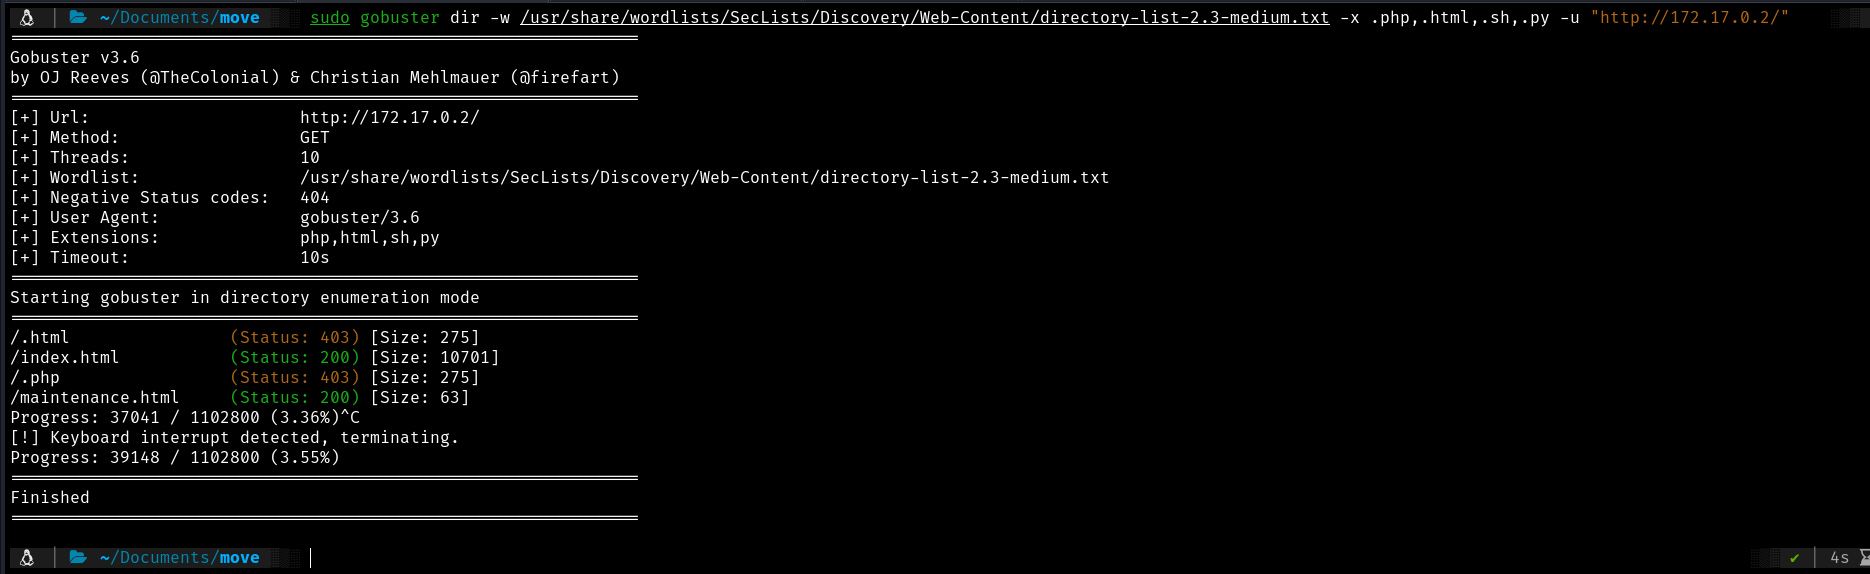 ~/Documents/move sudo gobuster dir -w /usr/share/wordlists/SecLists/Discovery/Web-Content/directory-list-2.3-medium.txt -x .php,.html,.sh,.py -u "http://172.17.0.2/"
Gobuster v3.6
by OJ Reeves (@TheColonial) & Christian Mehlmauer (@firefart)
[+] Url: http://172.17.0.2/
[+] Method: GET
[+] Threads: 10
[+] Wordlist: /usr/share/wordlists/SecLists/Discovery/Web-Content/directory-list-2.3-medium.txt
[+] Negative Status codes: 404
[+] User Agent: gobuster/3.6
[+] Extensions: php,html,sh,py
[+] Timeout: 10s
Starting gobuster in directory enumeration mode
/.html (Status: 403) [Size: 275]
/index.html (Status: 200) [Size: 10701]
/.php (Status: 403) [Size: 275]
/maintenance.html (Status: 200) [Size: 63]
Progress: 37041 / 1102800 (3.36%)^C
[!] Keyboard interrupt detected, terminating.
Progress: 39148 / 1102800 (3.55%)
Finished
~/Documents/move ✔ 4s